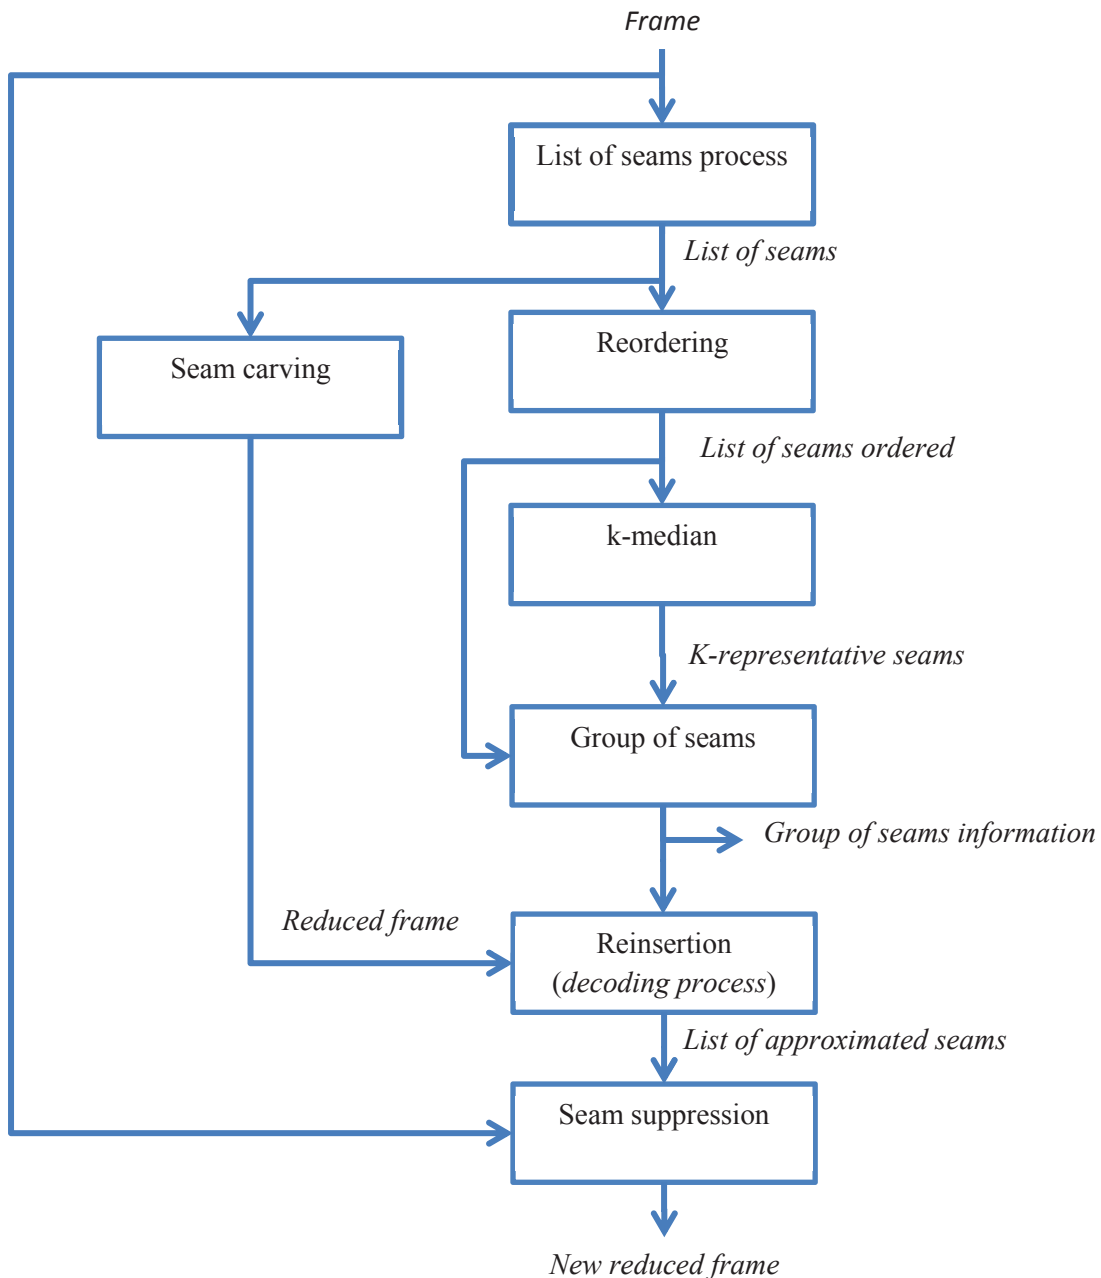 Frame
List of seams process
List of seams
Reordering
Seam carving
List of seams ordered
k-median
K-representative seams
Group of seams
Group of seams information
Reduced frame
Reinsertion
(decoding process)
List of approximated seams
Seam suppression
New reduced frame